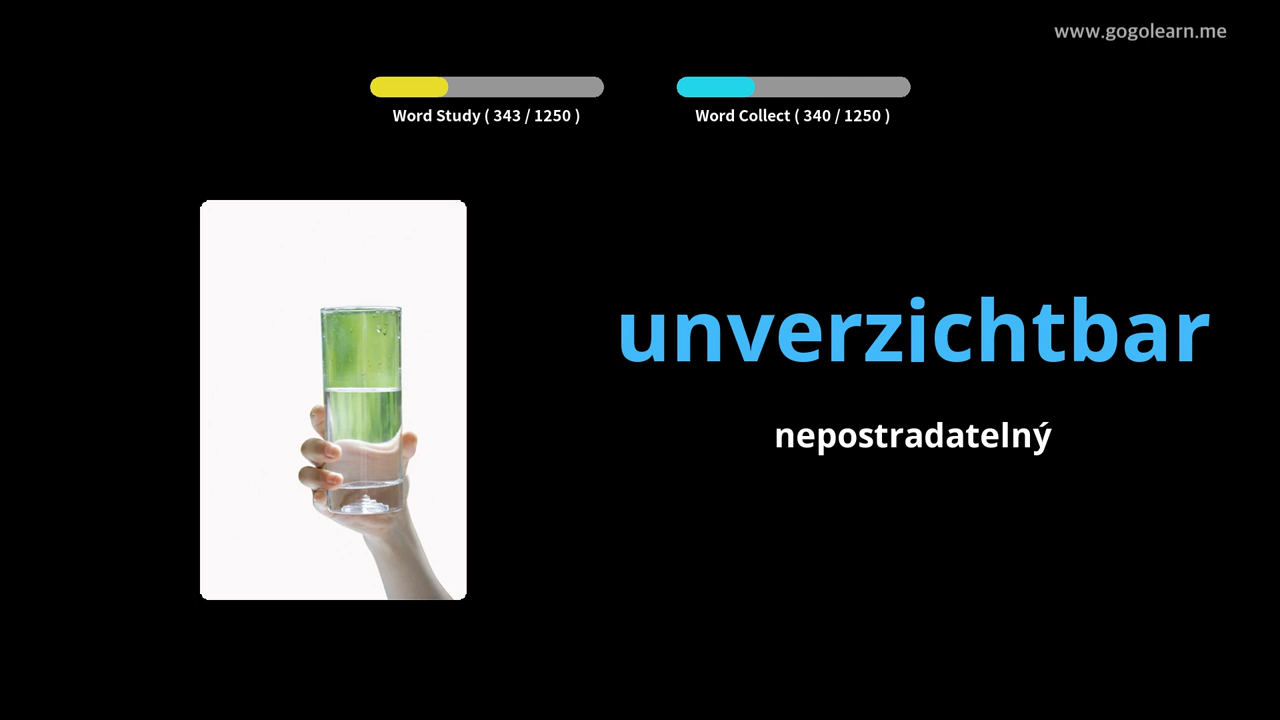 www.gogolearn.me
Word Study ( 343 / 1250 )
Word Collect ( 340 / 1250 )
unverzichtbar
nepostradatelný